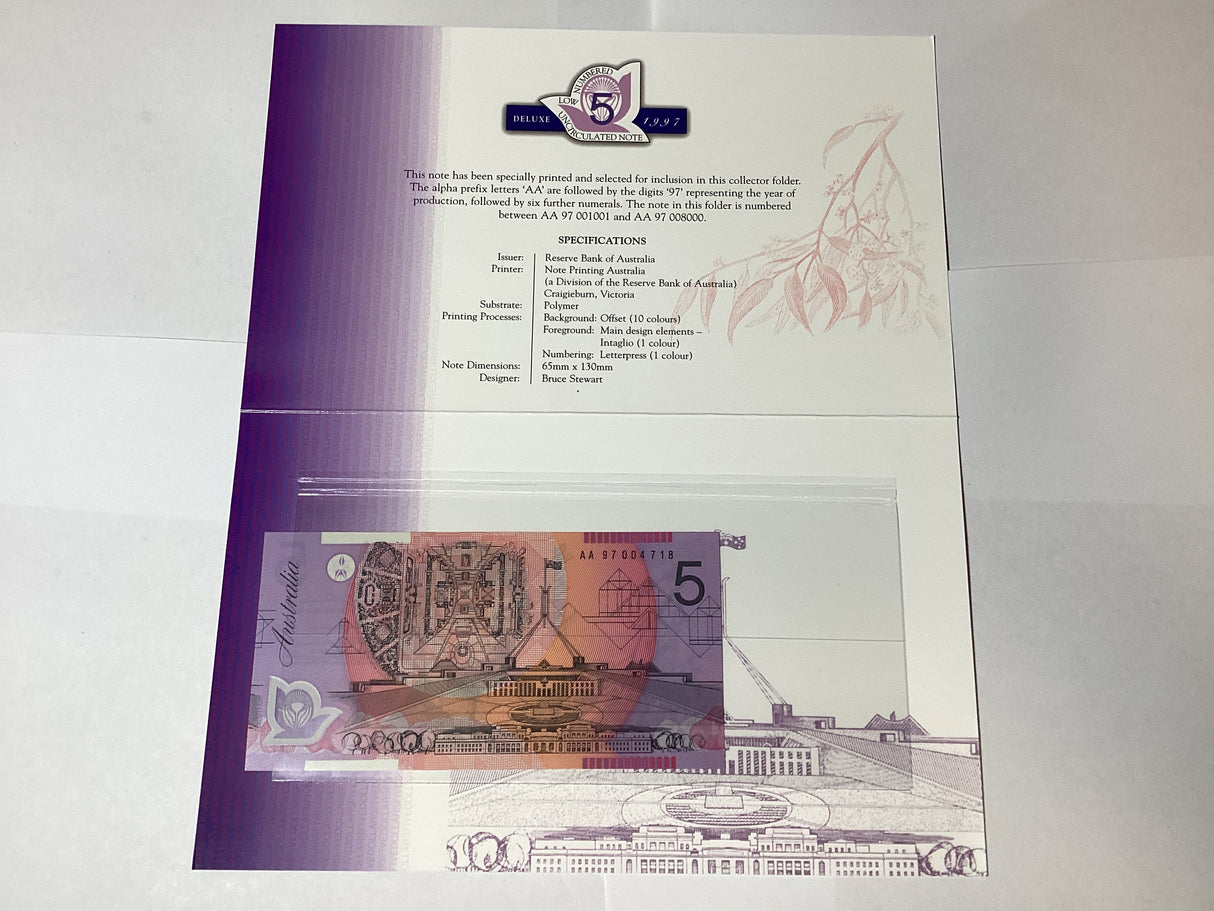 NUMBERED
LOW
5
DELUXE
1997
UNCIRCULATED NOTE
This note has been specially printed and selected for inclusion in this collector folder.
The alpha prefix letters ‘AA’ are followed by the digits ‘97’ representing the year of
production, followed by six further numerals. The note in this folder is numbered
between AA 97 001001 and AA 97 008000.
SPECIFICATIONS
Issuer: Reserve Bank of Australia
Printer: Note Printing Australia
(a Division of the Reserve Bank of Australia)
Craigieburn, Victoria
Substrate: Polymer
Printing Processes: Background: Offset (10 colours)
Foreground: Main design elements –
Intaglio (1 colour)
Numbering: Letterpress (1 colour)
Note Dimensions: 65mm x 130mm
Designer: Bruce Stewart
AA 97004718
5
Australia